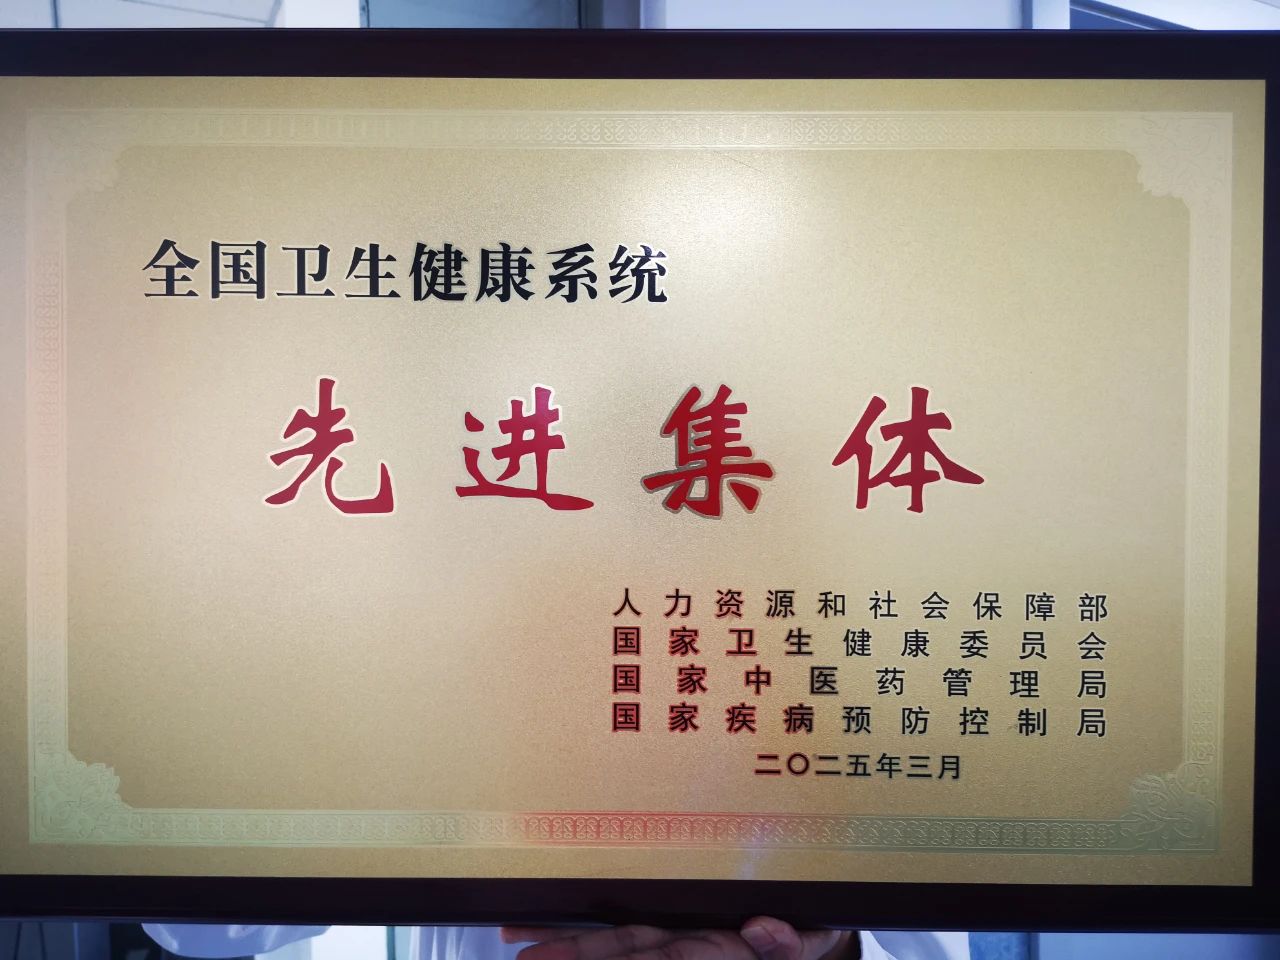 全国卫生健康系统
先进集体
人力资源和社会保障部
国家卫生健康委员会
国家中医药管理局
国家疾病预防控制局
二〇二五年三月